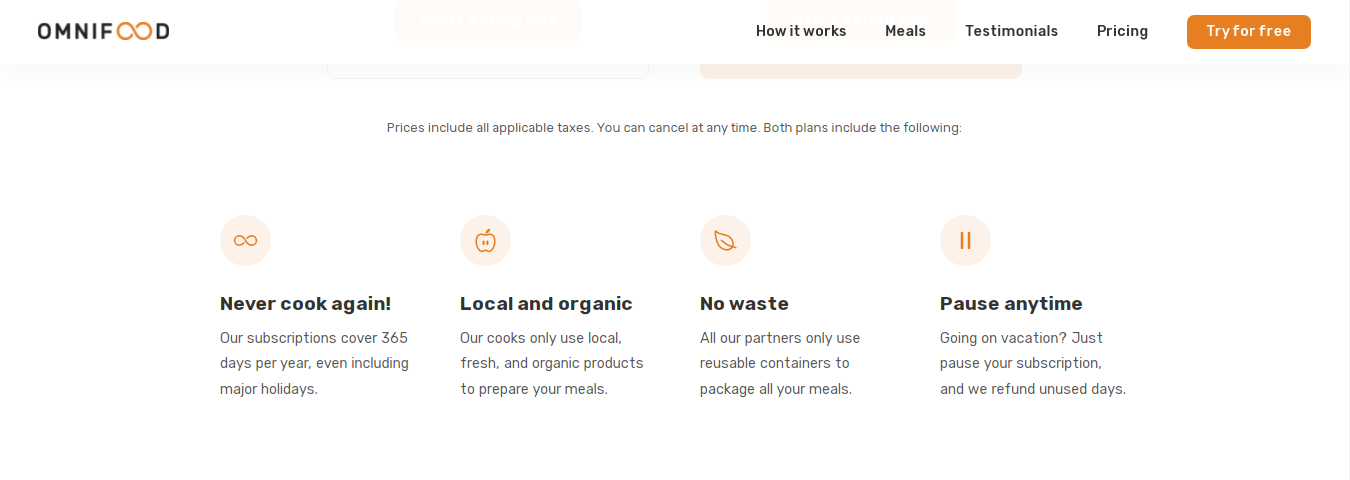 OMNIFOOD
How it works
Meals
Testimonials
Pricing
Try for free
Prices include all applicable taxes. You can cancel at any time. Both plans include the following:
Never cook again!
Our subscriptions cover 365
days per year, even including
major holidays.
Local and organic
Our cooks only use local,
fresh, and organic products
to prepare your meals.
No waste
All our partners only use
reusable containers to
package all your meals.
Pause anytime
Going on vacation? Just
pause your subscription,
and we refund unused days.